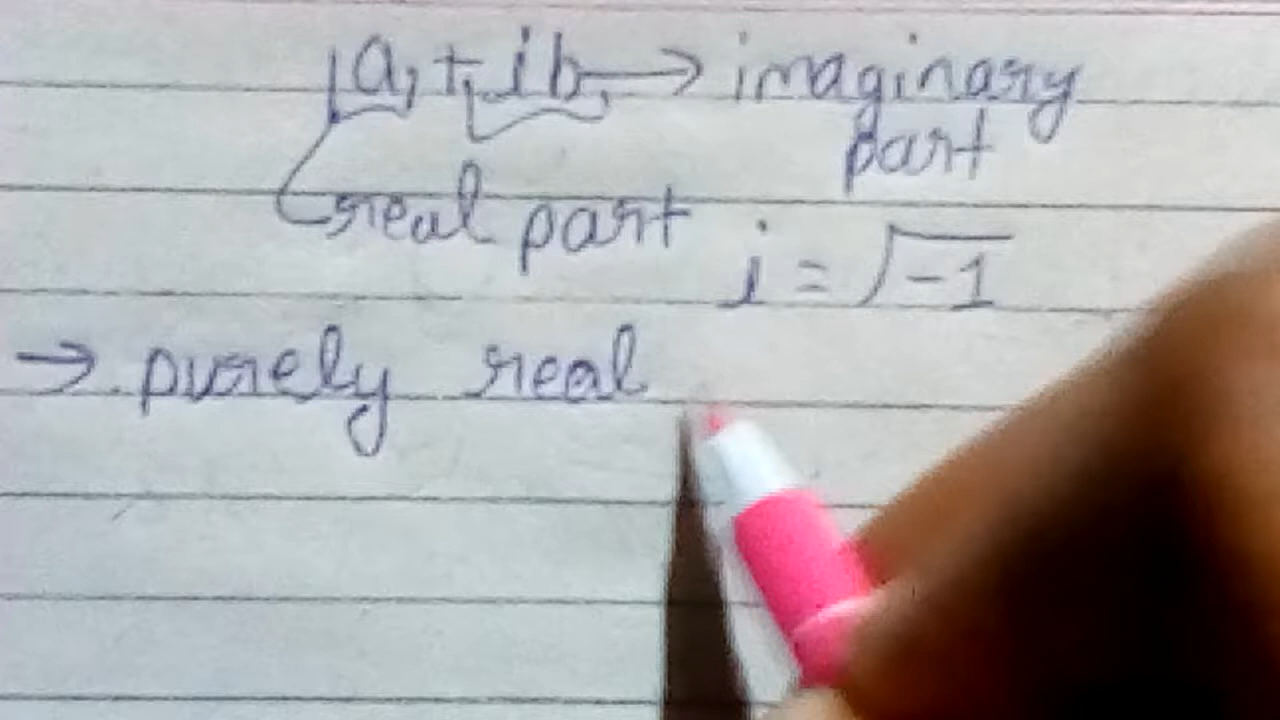 a + ib → imaginary
part
real part
i = √-1
→ purely real